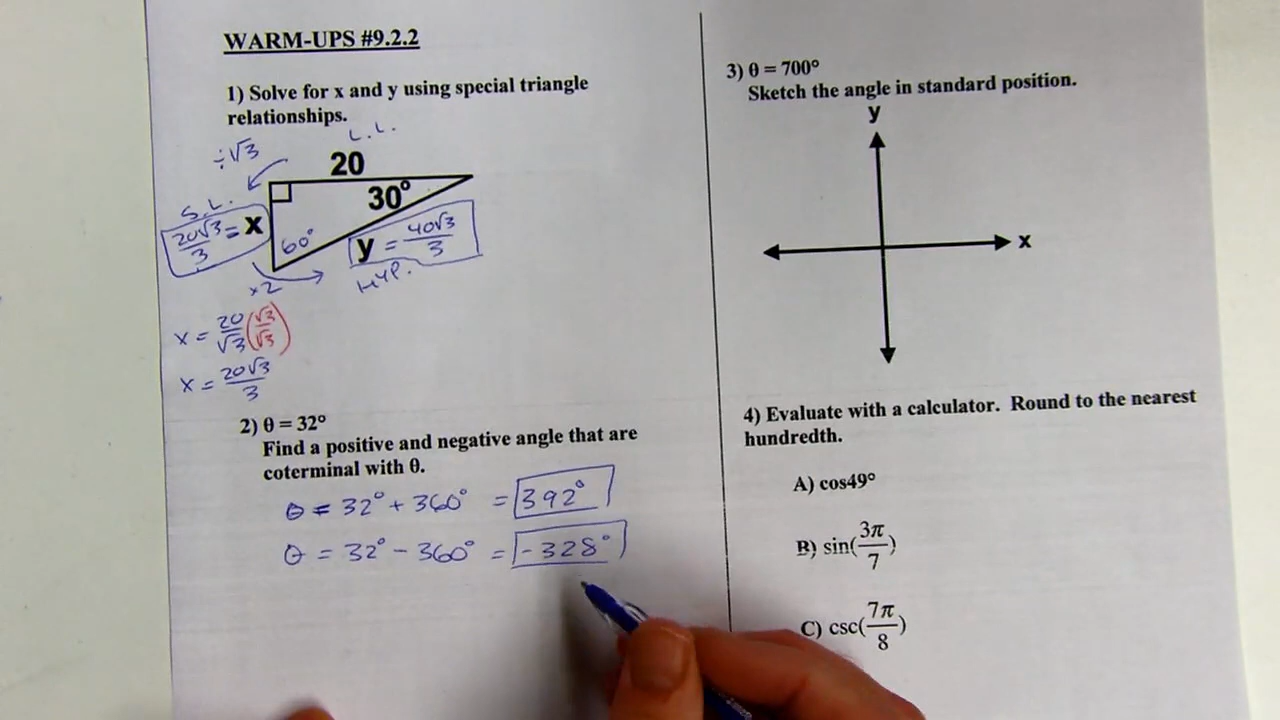 WARM-UPS #9.2.2
1) Solve for x and y using special triangle
relationships.
L.L.
÷√3
20
30°
S.L.
20√3/3 = x
60°
y = 40√3/3
HYP.
×2
x = 20/√3 (√3/√3)
x = 20√3/3
2) θ = 32°
Find a positive and negative angle that are
coterminal with θ.
θ = 32° + 360° = 392°
θ = 32° - 360° = -328°
3) θ = 700°
Sketch the angle in standard position.
y
x
4) Evaluate with a calculator. Round to the nearest
hundredth.
A) cos49°
B) sin(3π/7)
C) csc(7π/8)